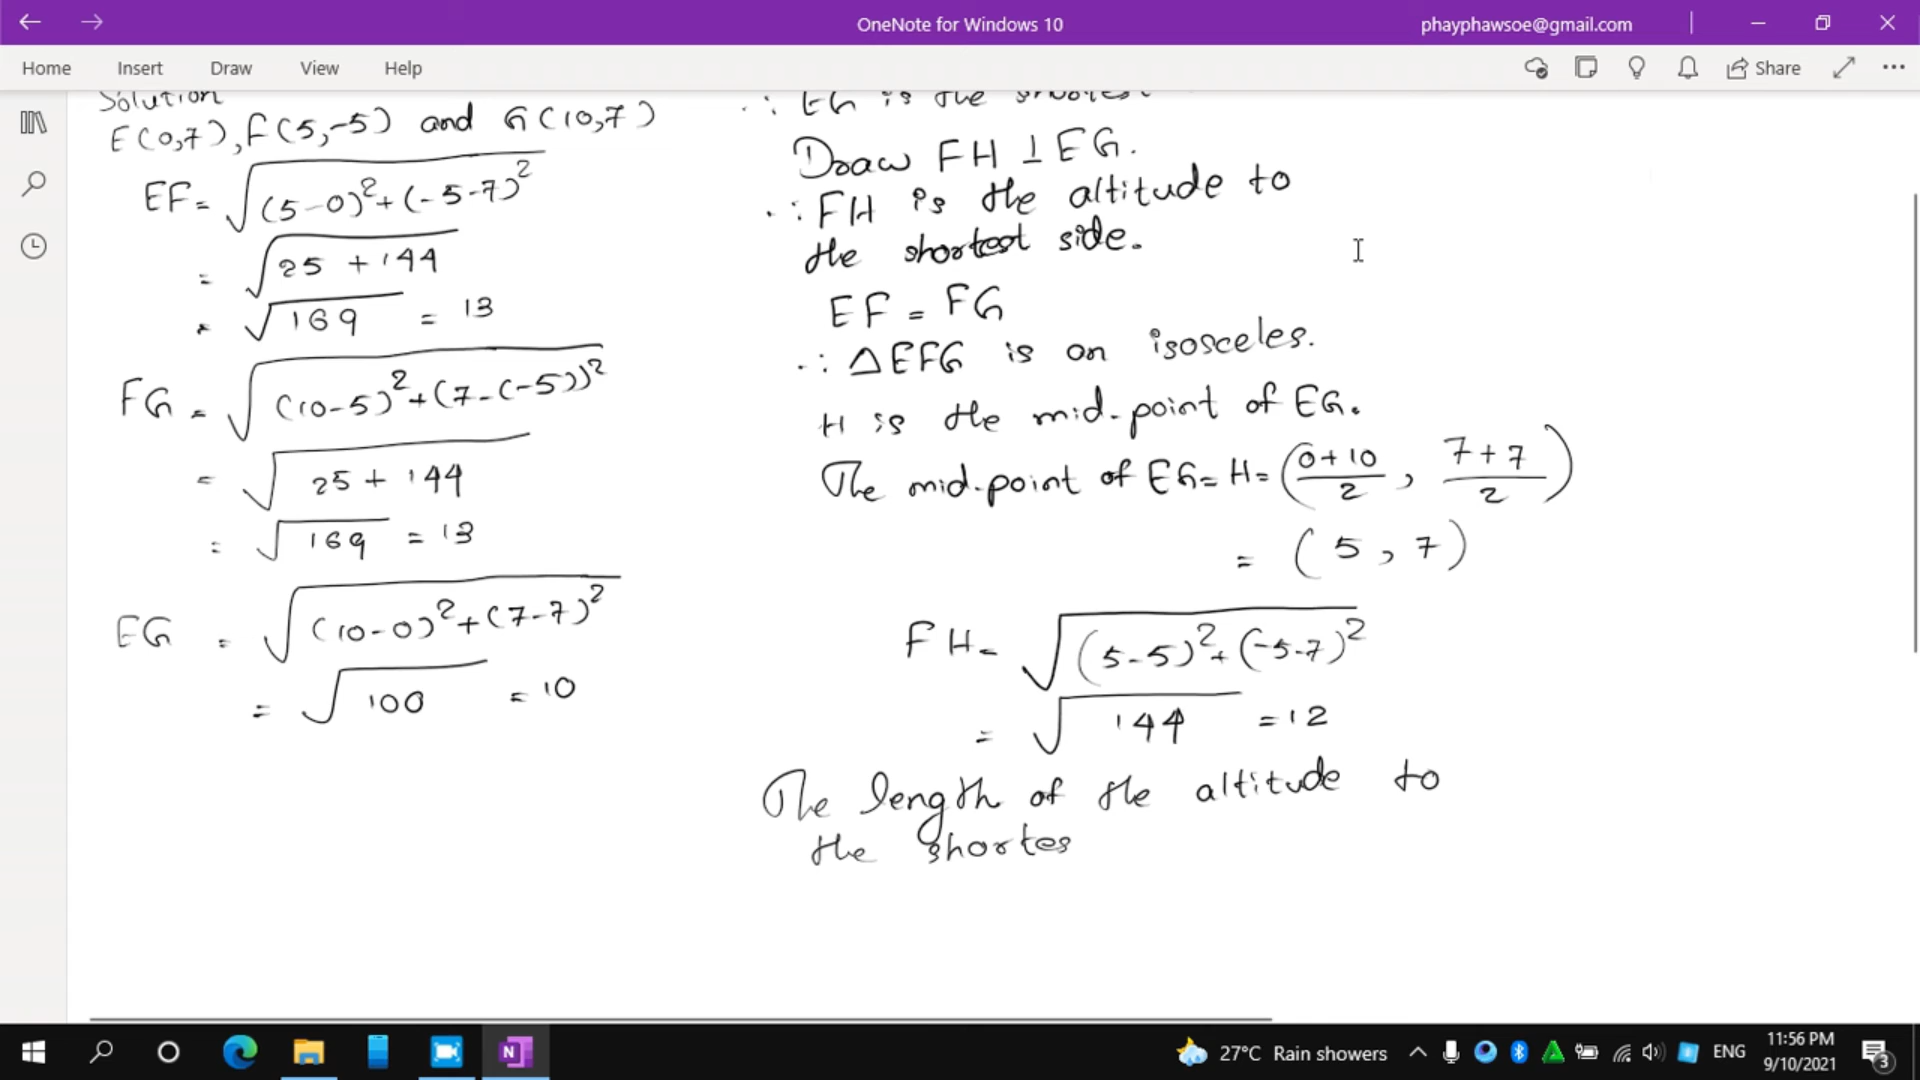 OneNote for Windows 10
phayphawsoe@gmail.com
Home Insert Draw View Help
Share
Solution
E(0,7), F(5,-5) and G(10,7)
EF = √(5-0)²+(-5-7)²
= √25 + 144
= √169 = 13
FG = √(10-5)²+(7-(-5))²
= √25 + 144
= √169 = 13
EG = √(10-0)²+(7-7)²
= √100 = 10
∴ EG is the shortest
Draw FH ⊥ EG.
∴ FH is the altitude to
the shortest side.
EF = FG
∴ △EFG is an isosceles.
H is the mid-point of EG.
The mid-point of EG = H = (0+10/2, 7+7/2)
= (5, 7)
FH = √(5-5)²+(-5-7)²
= √144 = 12
The length of the altitude to
the shortes
27°C Rain showers
ENG
11:56 PM
9/10/2021
3